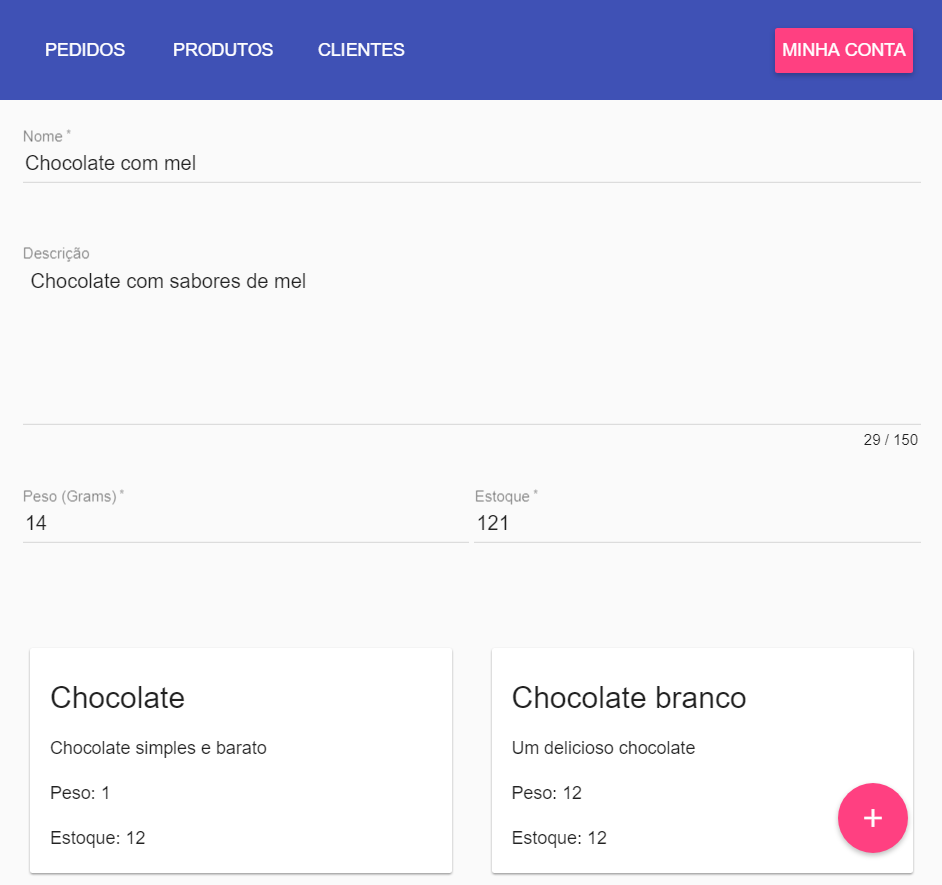 PEDIDOS PRODUTOS CLIENTES MINHA CONTA
Nome *
Chocolate com mel
Descrição
Chocolate com sabores de mel
29 / 150
Peso (Grams) * Estoque *
14 121
Chocolate
Chocolate simples e barato
Peso: 1
Estoque: 12
Chocolate branco
Um delicioso chocolate
Peso: 12
Estoque: 12
+